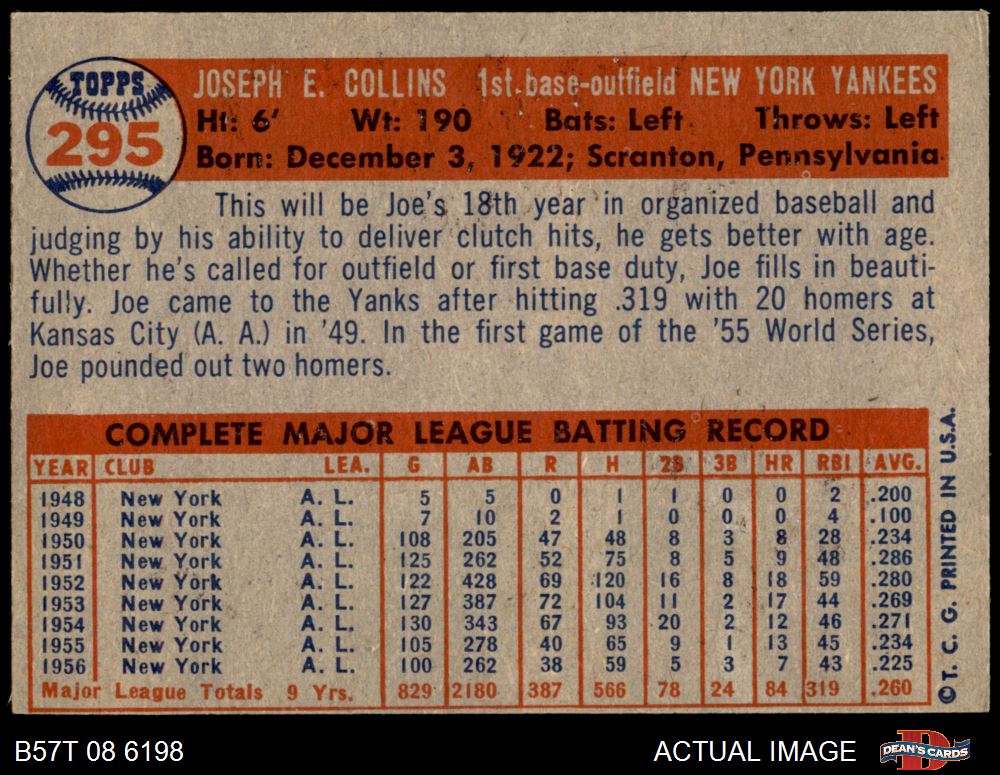 TOPPS
295
JOSEPH E. COLLINS 1st.base-outfield NEW YORK YANKEES
Ht: 6' Wt: 190 Bats: Left Throws: Left
Born: December 3, 1922; Scranton, Pennsylvania
This will be Joe's 18th year in organized baseball and
judging by his ability to deliver clutch hits, he gets better with age.
Whether he's called for outfield or first base duty, Joe fills in beauti-
fully. Joe came to the Yanks after hitting .319 with 20 homers at
Kansas City (A. A.) in '49. In the first game of the '55 World Series,
Joe pounded out two homers.
COMPLETE MAJOR LEAGUE BATTING RECORD
YEAR CLUB LEA. G AB R H 2B 3B HR RBI AVG.
1948 New York A. L. 5 5 0 1 1 0 0 2 .200
1949 New York A. L. 7 10 2 1 0 0 0 4 .100
1950 New York A. L. 108 205 47 48 8 3 8 28 .234
1951 New York A. L. 125 262 52 75 8 5 9 48 .286
1952 New York A. L. 122 428 69 120 16 8 18 59 .280
1953 New York A. L. 127 387 72 104 11 2 17 44 .269
1954 New York A. L. 130 343 67 93 20 2 12 46 .271
1955 New York A. L. 105 278 40 65 9 1 13 45 .234
1956 New York A. L. 100 262 38 59 5 3 7 43 .225
Major League Totals 9 Yrs. 829 2180 387 566 78 24 84 319 .260
©T. C. G. PRINTED IN U.S.A.
B57T 08 6198
ACTUAL IMAGE
DEAN'S CARDS